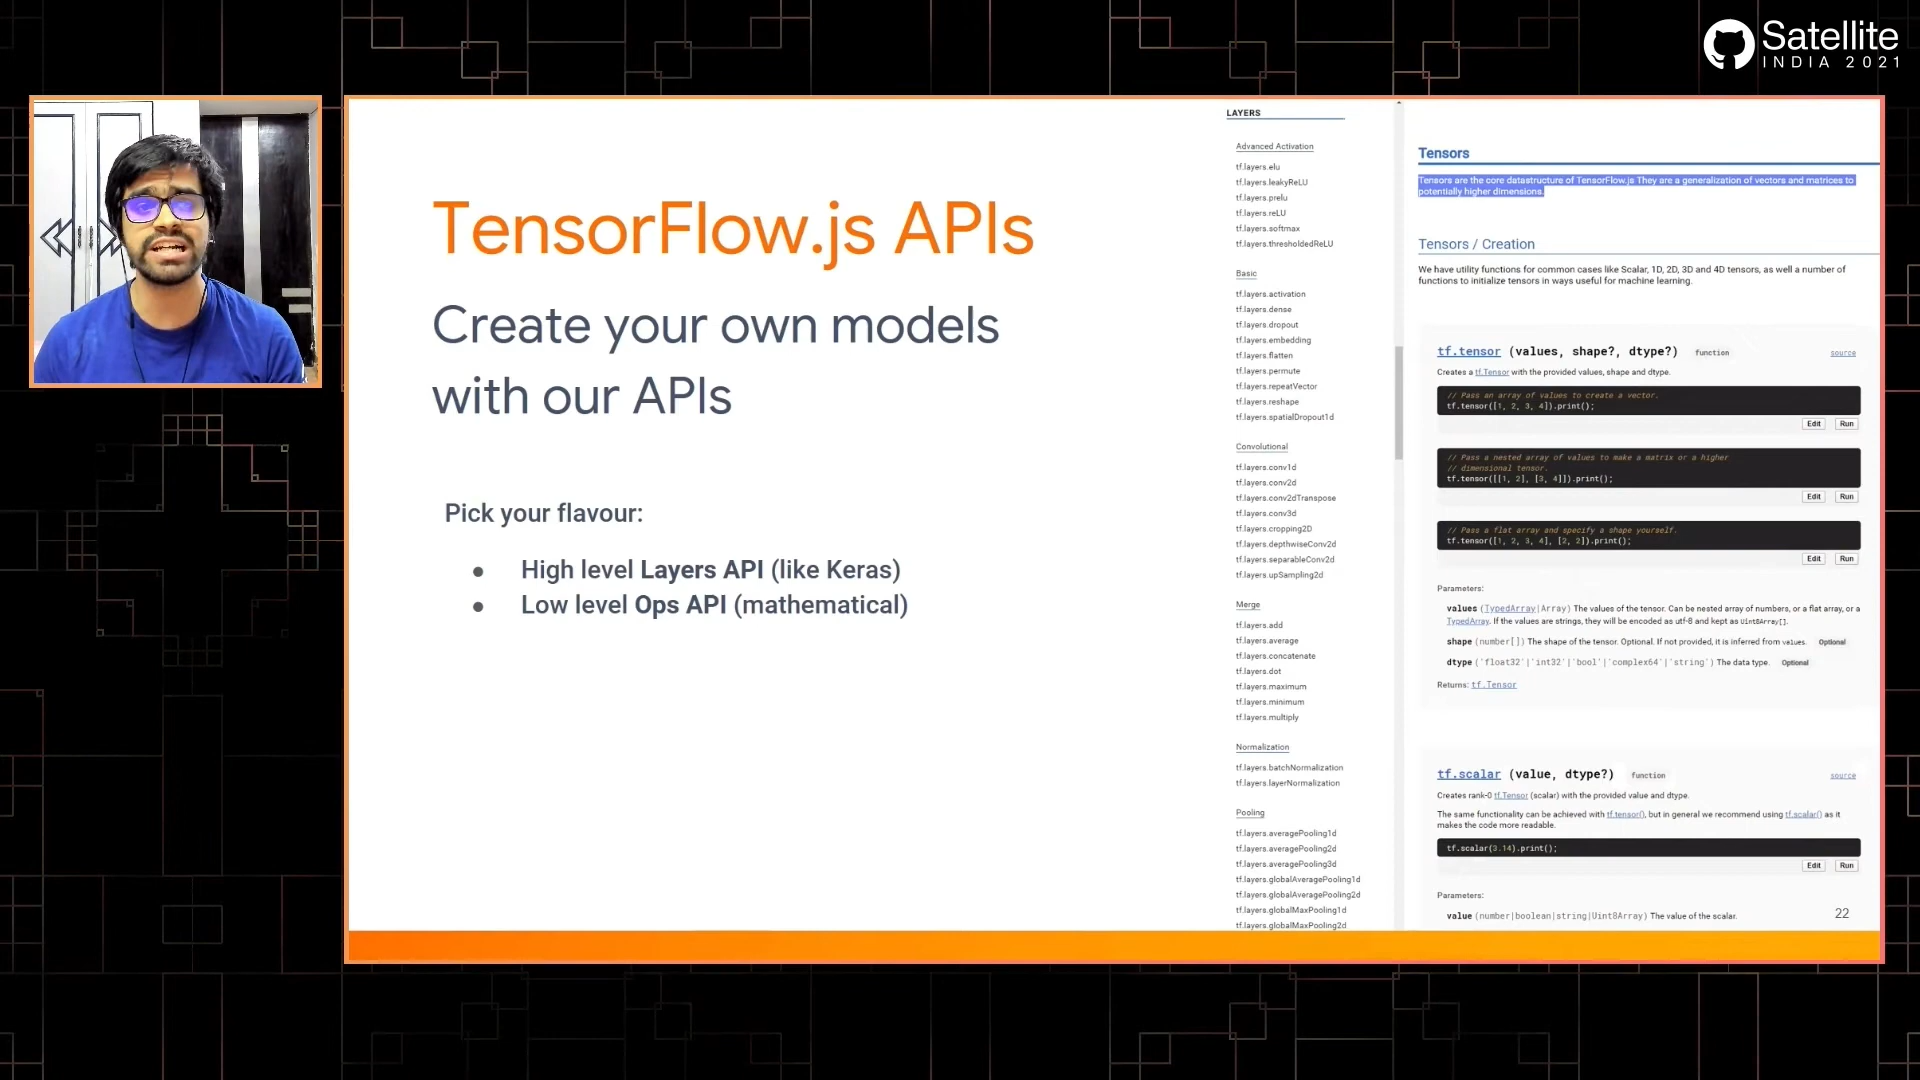 Satellite
INDIA 2021
TensorFlow.js APIs
Create your own models
with our APIs
Pick your flavour:
● High level Layers API (like Keras)
● Low level Ops API (mathematical)
LAYERS
Advanced Activation
tf.layers.elu
tf.layers.leakyReLU
tf.layers.prelu
tf.layers.reLU
tf.layers.softmax
tf.layers.thresholdedReLU
Basic
tf.layers.activation
tf.layers.dense
tf.layers.dropout
tf.layers.embedding
tf.layers.flatten
tf.layers.permute
tf.layers.repeatVector
tf.layers.reshape
tf.layers.spatialDropout1d
Convolutional
tf.layers.conv1d
tf.layers.conv2d
tf.layers.conv2dTranspose
tf.layers.conv3d
tf.layers.cropping2D
tf.layers.depthwiseConv2d
tf.layers.separableConv2d
tf.layers.upSampling2d
Merge
tf.layers.add
tf.layers.average
tf.layers.concatenate
tf.layers.dot
tf.layers.maximum
tf.layers.minimum
tf.layers.multiply
Normalization
tf.layers.batchNormalization
tf.layers.layerNormalization
Pooling
tf.layers.averagePooling1d
tf.layers.averagePooling2d
tf.layers.averagePooling3d
tf.layers.globalAveragePooling1d
tf.layers.globalAveragePooling2d
tf.layers.globalMaxPooling1d
tf.layers.globalMaxPooling2d
Tensors
Tensors are the core datastructure of TensorFlow.js They are a generalization of vectors and matrices to
potentially higher dimensions.
Tensors / Creation
We have utility functions for common cases like Scalar, 1D, 2D, 3D and 4D tensors, as well a number of
functions to initialize tensors in ways useful for machine learning.
tf.tensor (values, shape?, dtype?) function source
Creates a tf.Tensor with the provided values, shape and dtype.
// Pass an array of values to create a vector.
tf.tensor([1, 2, 3, 4]).print();
Edit Run
// Pass a nested array of values to make a matrix or a higher
// dimensional tensor.
tf.tensor([[1, 2], [3, 4]]).print();
Edit Run
// Pass a flat array and specify a shape yourself.
tf.tensor([1, 2, 3, 4], [2, 2]).print();
Edit Run
Parameters:
values (TypedArray|Array) The values of the tensor. Can be nested array of numbers, or a flat array, or a
TypedArray. If the values are strings, they will be encoded as utf-8 and kept as Uint8Array[].
shape (number[]) The shape of the tensor. Optional. If not provided, it is inferred from values. Optional
dtype ('float32'|'int32'|'bool'|'complex64'|'string') The data type. Optional
Returns: tf.Tensor
tf.scalar (value, dtype?) function source
Creates rank-0 tf.Tensor (scalar) with the provided value and dtype.
The same functionality can be achieved with tf.tensor(), but in general we recommend using tf.scalar() as it
makes the code more readable.
tf.scalar(3.14).print();
Edit Run
Parameters:
value (number|boolean|string|Uint8Array) The value of the scalar.
22